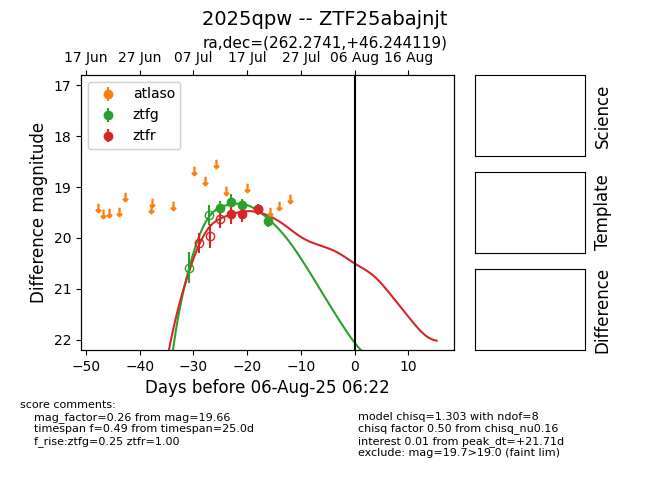 2025qpw -- ZTF25abajnjt
ra,dec=(262.2741,+46.244119)
17 Jun 27 Jun 07 Jul 17 Jul 27 Jul 06 Aug 16 Aug
atlaso
ztfg
ztfr
17
18
19
20
21
22
Difference magnitude
−50 −40 −30 −20 −10 0 10
Days before 06-Aug-25 06:22
Science
Template
Difference
score comments:
mag_factor=0.26 from mag=19.66
timespan f=0.49 from timespan=25.0d
f_rise:ztfg=0.25 ztfr=1.00
model chisq=1.303 with ndof=8
chisq factor 0.50 from chisq_nu0.16
interest 0.01 from peak_dt=+21.71d
exclude: mag=19.7>19.0 (faint lim)